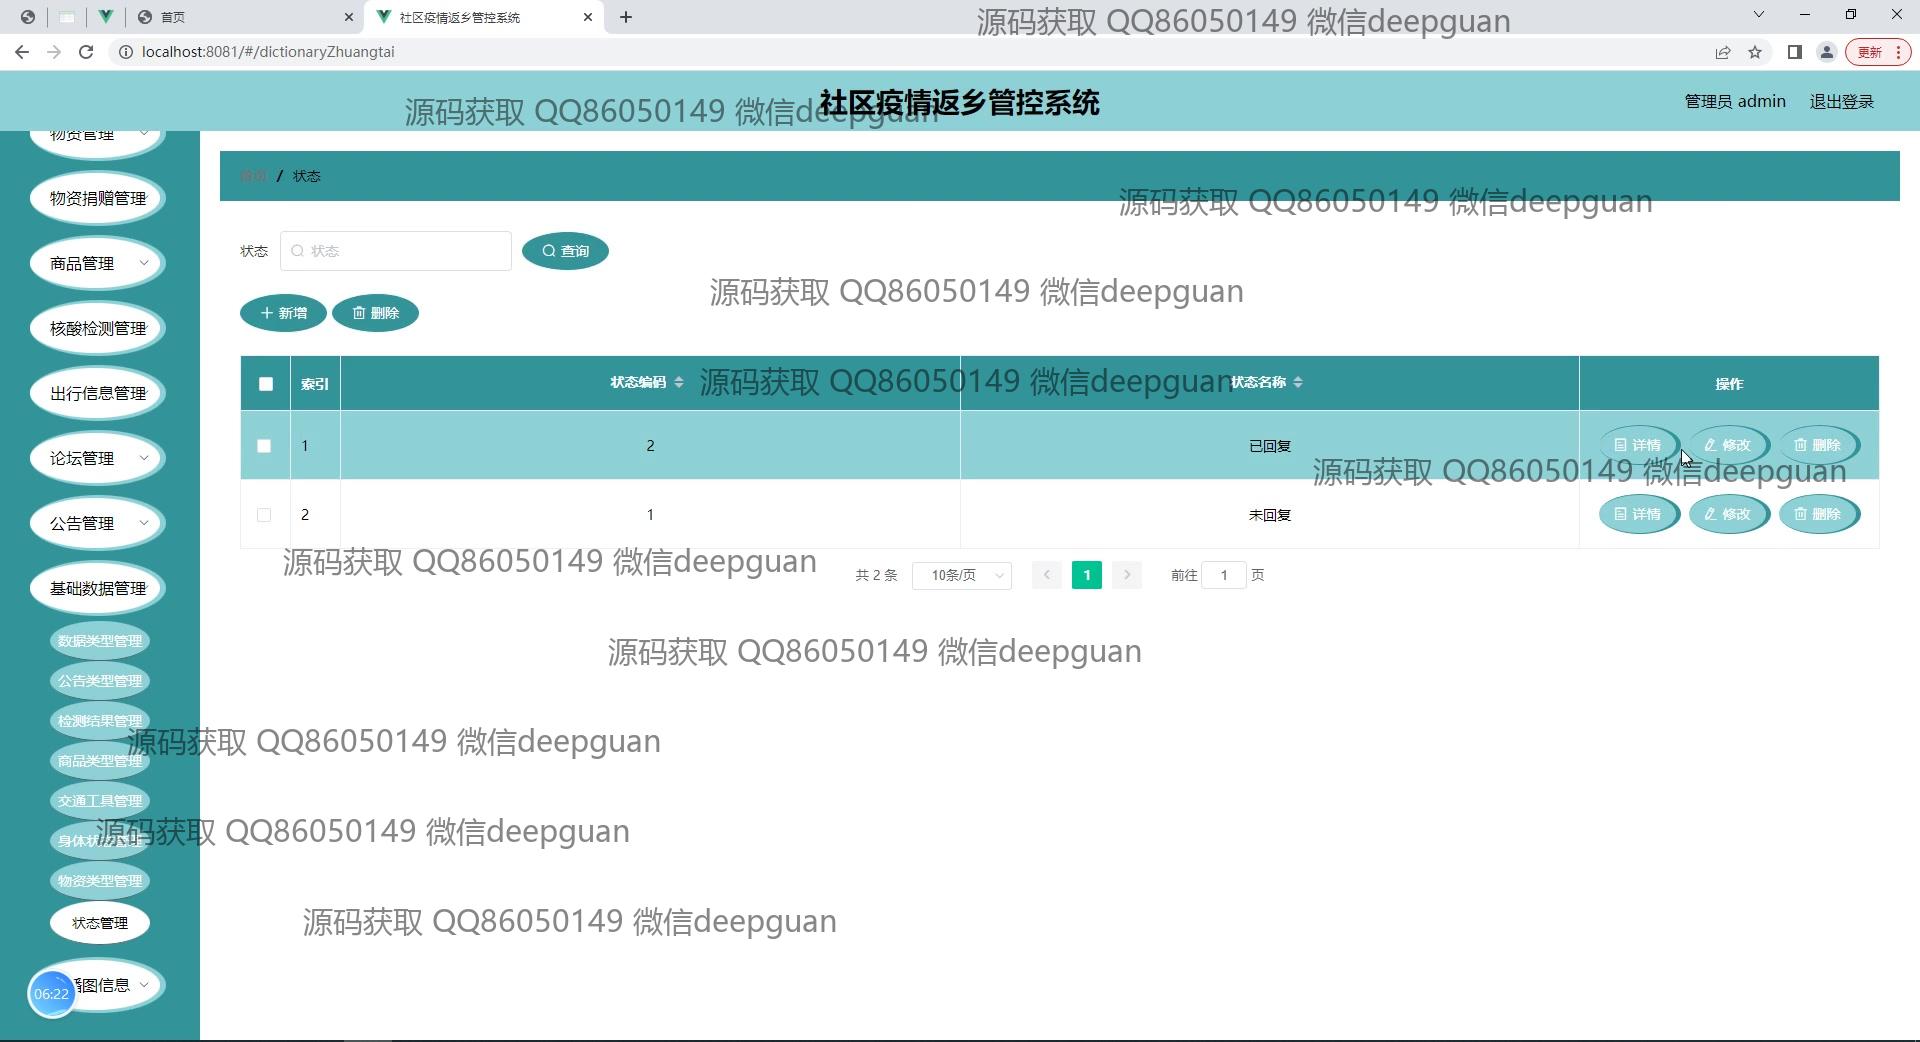 首页
社区疫情返乡管控系统
源码获取 QQ86050149 微信deepguan
localhost:8081/#/dictionaryZhuangtai
更新
源码获取 QQ86050149 微信deepguan
社区疫情返乡管控系统
管理员 admin
退出登录
物资管理
首页 / 状态
物资捐赠管理
源码获取 QQ86050149 微信deepguan
状态
状态
查询
商品管理
源码获取 QQ86050149 微信deepguan
新增
删除
核酸检测管理
索引
状态编码
源码获取 QQ86050149 微信deepguan
状态名称
操作
出行信息管理
1
2
已回复
详情
修改
删除
论坛管理
源码获取 QQ86050149 微信deepguan
2
1
未回复
详情
修改
删除
公告管理
源码获取 QQ86050149 微信deepguan
共 2 条
10条/页
1
前往 1 页
基础数据管理
数据类型管理
源码获取 QQ86050149 微信deepguan
公告类型管理
检测结果管理
源码获取 QQ86050149 微信deepguan
商品类型管理
交通工具管理
源码获取 QQ86050149 微信deepguan
身体状况管理
物资类型管理
状态管理
源码获取 QQ86050149 微信deepguan
播图信息
06:22